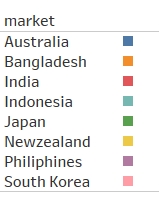 market
Australia
Bangladesh
India
Indonesia
Japan
Newzealand
Philiphines
South Korea